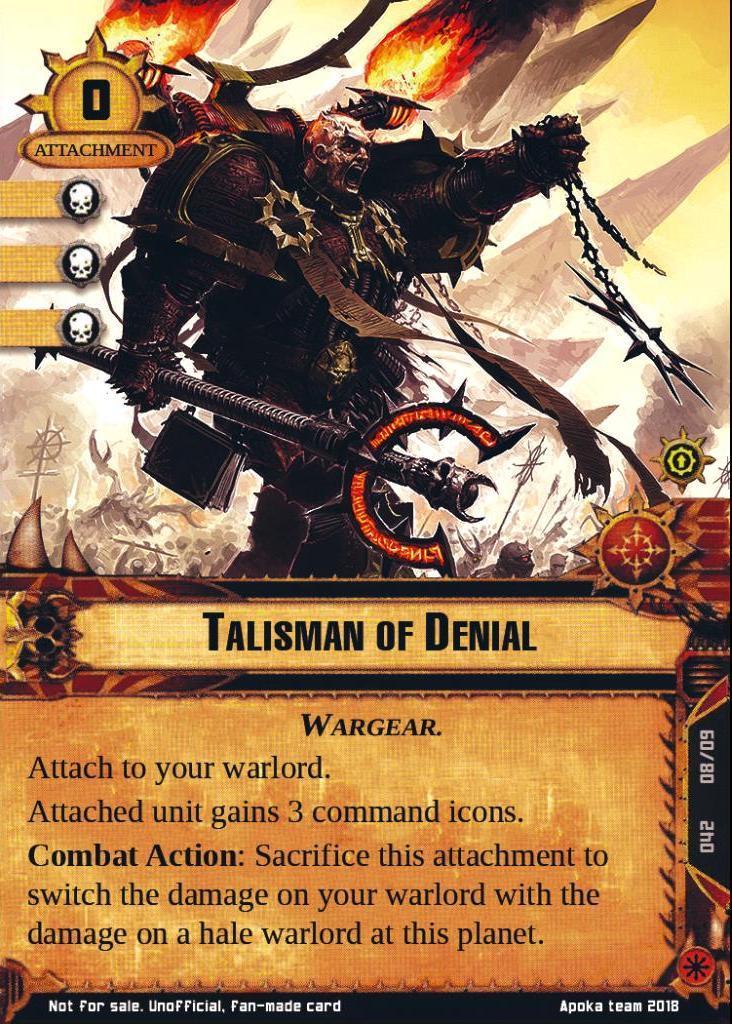 0
ATTACHMENT
TALISMAN OF DENIAL
WARGEAR.
Attach to your warlord.
Attached unit gains 3 command icons.
Combat Action: Sacrifice this attachment to
switch the damage on your warlord with the
damage on a hale warlord at this planet.
60/80
042
Not for sale. Unofficial, fan-made card
Apoka team 2018